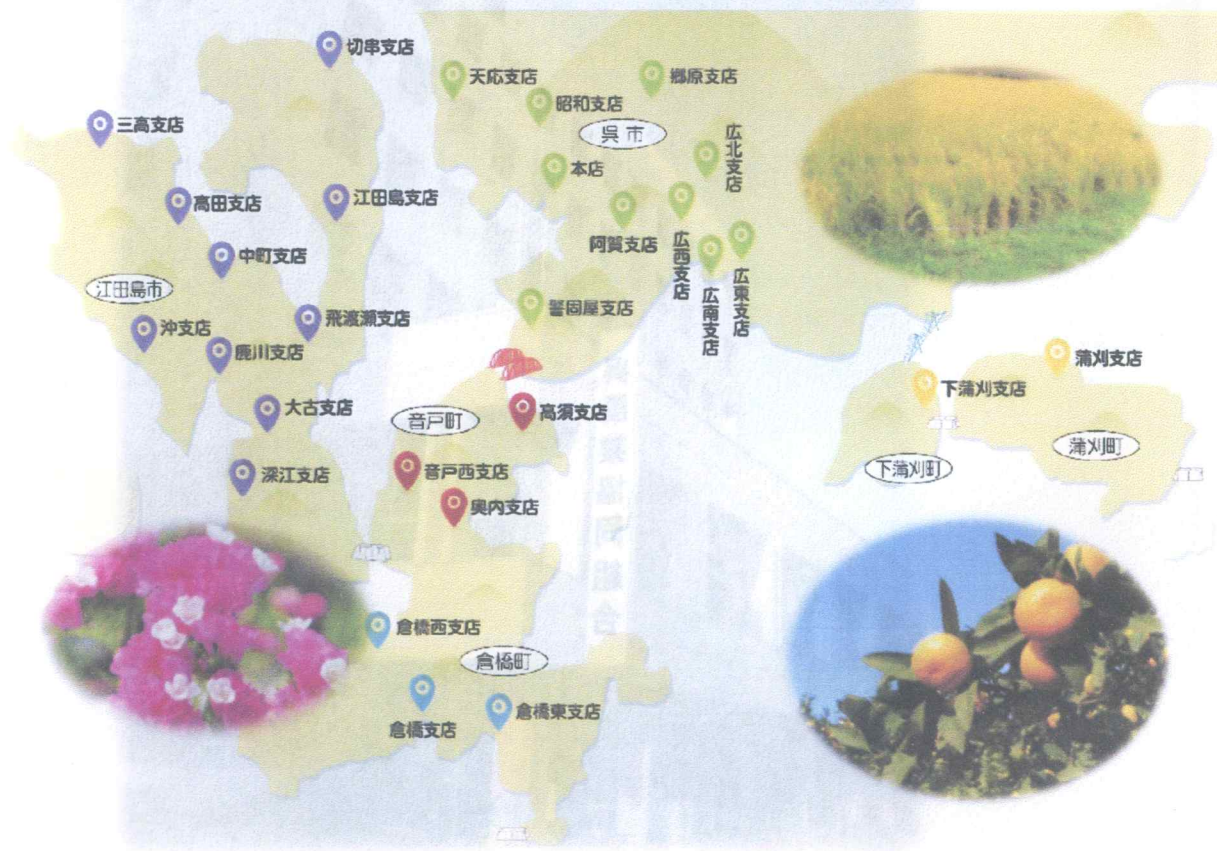 切串支店
天応支店
郷原支店
昭和支店
三高支店
呉市
広北支店
本店
高田支店
江田島支店
阿賀支店
広西支店
広南支店
広東支店
中町支店
江田島市
警固屋支店
飛渡瀬支店
沖支店
鹿川支店
蒲刈支店
下蒲刈支店
大古支店
音戸町
高須支店
蒲刈町
下蒲刈町
深江支店
音戸西支店
奥内支店
倉橋西支店
倉橋町
倉橋支店
倉橋東支店